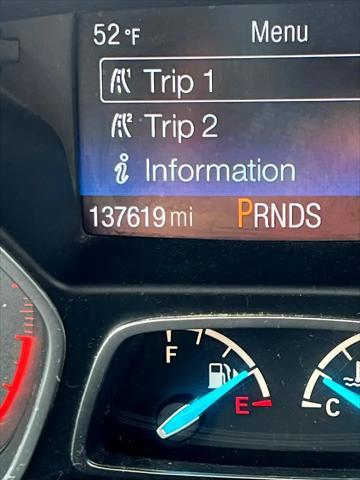 52 °F Menu
Trip 1
Trip 2
i Information
137619 mi PRNDS
F
E C